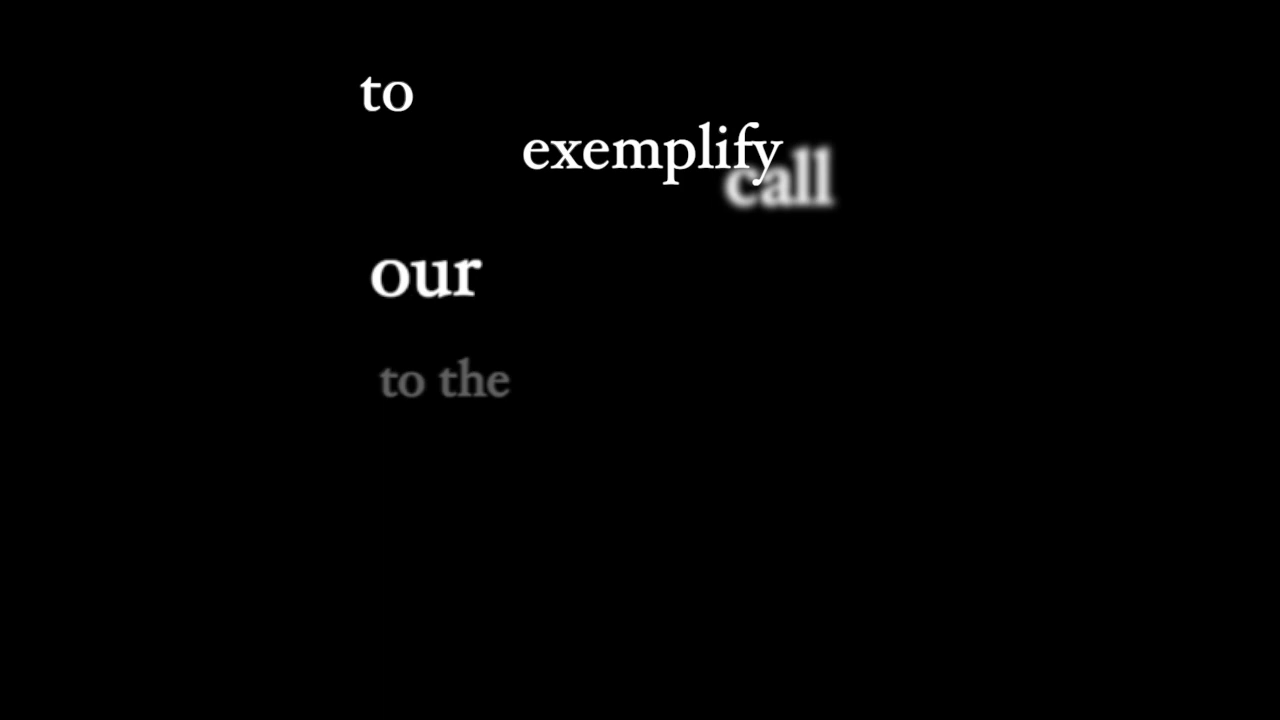 to
exemplify
call
our
to the